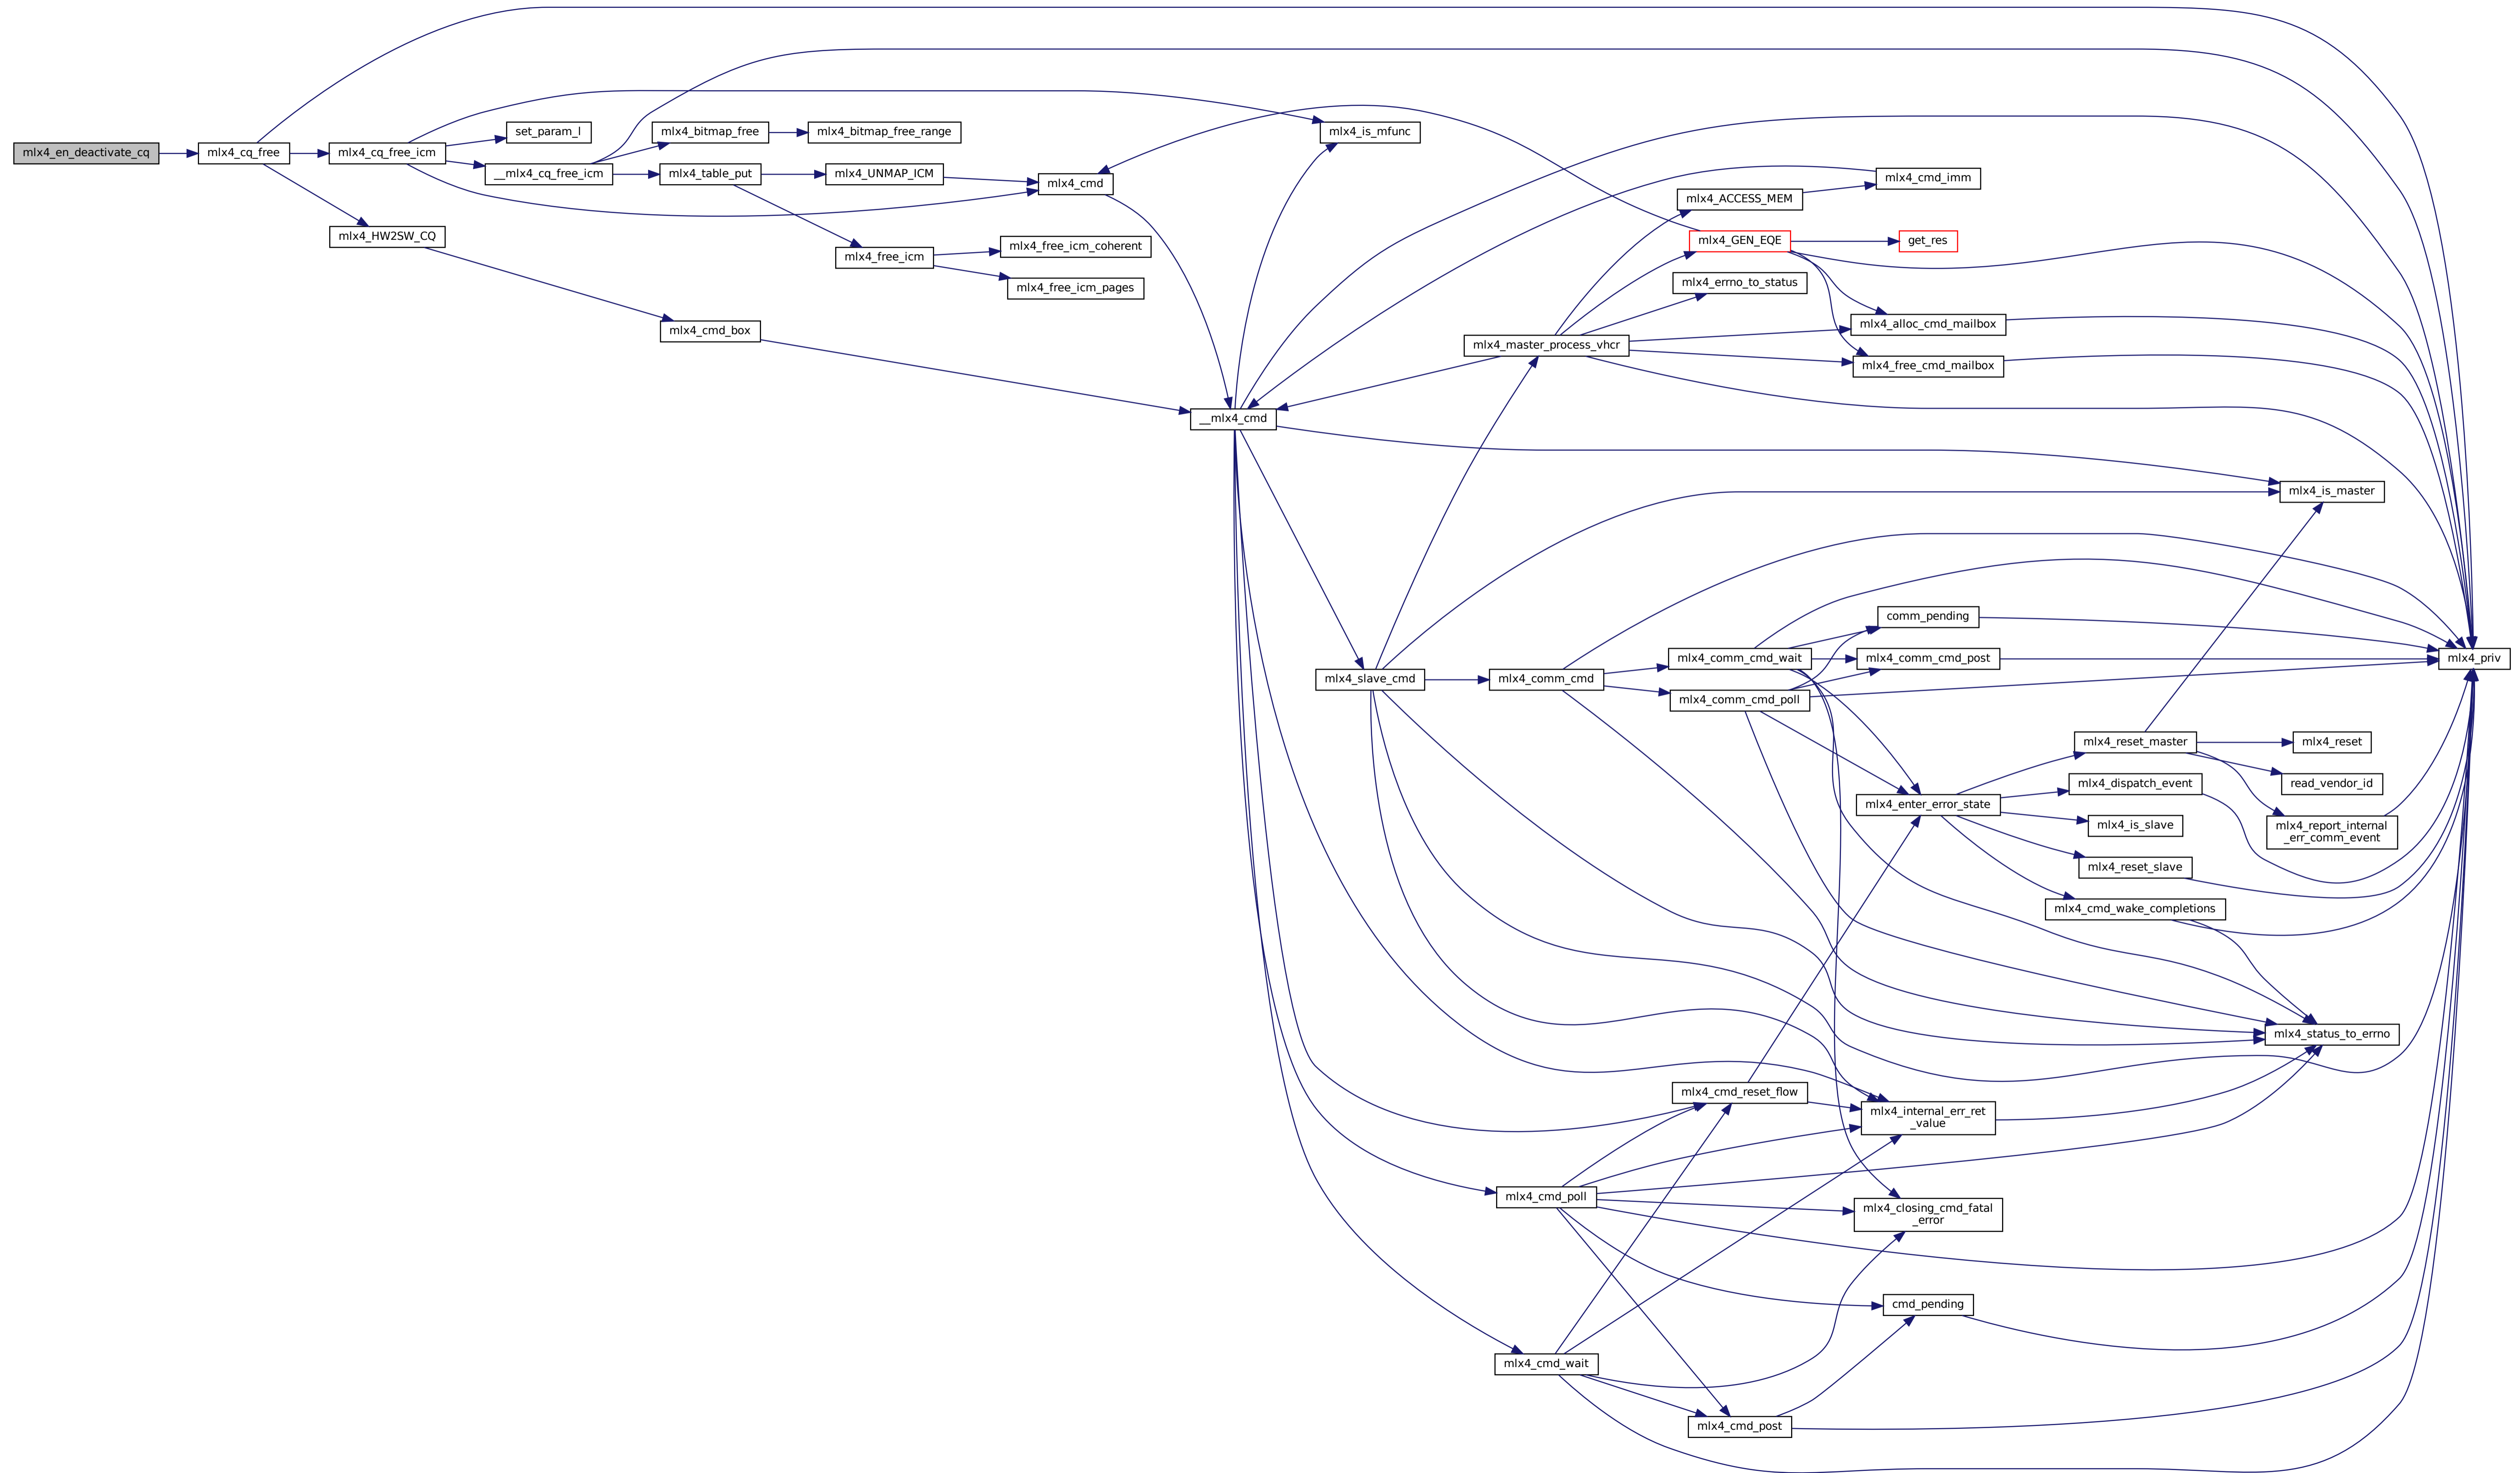 mlx4_en_deactivate_cq
mlx4_cq_free
mlx4_cq_free_icm
mlx4_HW2SW_CQ
set_param_l
__mlx4_cq_free_icm
mlx4_bitmap_free
mlx4_table_put
mlx4_cmd_box
mlx4_bitmap_free_range
mlx4_UNMAP_ICM
mlx4_free_icm
mlx4_cmd
mlx4_free_icm_coherent
mlx4_free_icm_pages
__mlx4_cmd
mlx4_is_mfunc
mlx4_slave_cmd
mlx4_master_process_vhcr
mlx4_comm_cmd
mlx4_cmd_poll
mlx4_cmd_wait
mlx4_ACCESS_MEM
mlx4_GEN_EQE
mlx4_errno_to_status
mlx4_comm_cmd_wait
mlx4_comm_cmd_poll
mlx4_cmd_reset_flow
mlx4_cmd_post
mlx4_cmd_imm
get_res
mlx4_alloc_cmd_mailbox
mlx4_free_cmd_mailbox
comm_pending
mlx4_comm_cmd_post
mlx4_enter_error_state
mlx4_internal_err_ret
_value
mlx4_closing_cmd_fatal
_error
cmd_pending
mlx4_reset_master
mlx4_dispatch_event
mlx4_is_slave
mlx4_reset_slave
mlx4_cmd_wake_completions
mlx4_is_master
mlx4_reset
read_vendor_id
mlx4_report_internal
_err_comm_event
mlx4_status_to_errno
mlx4_priv